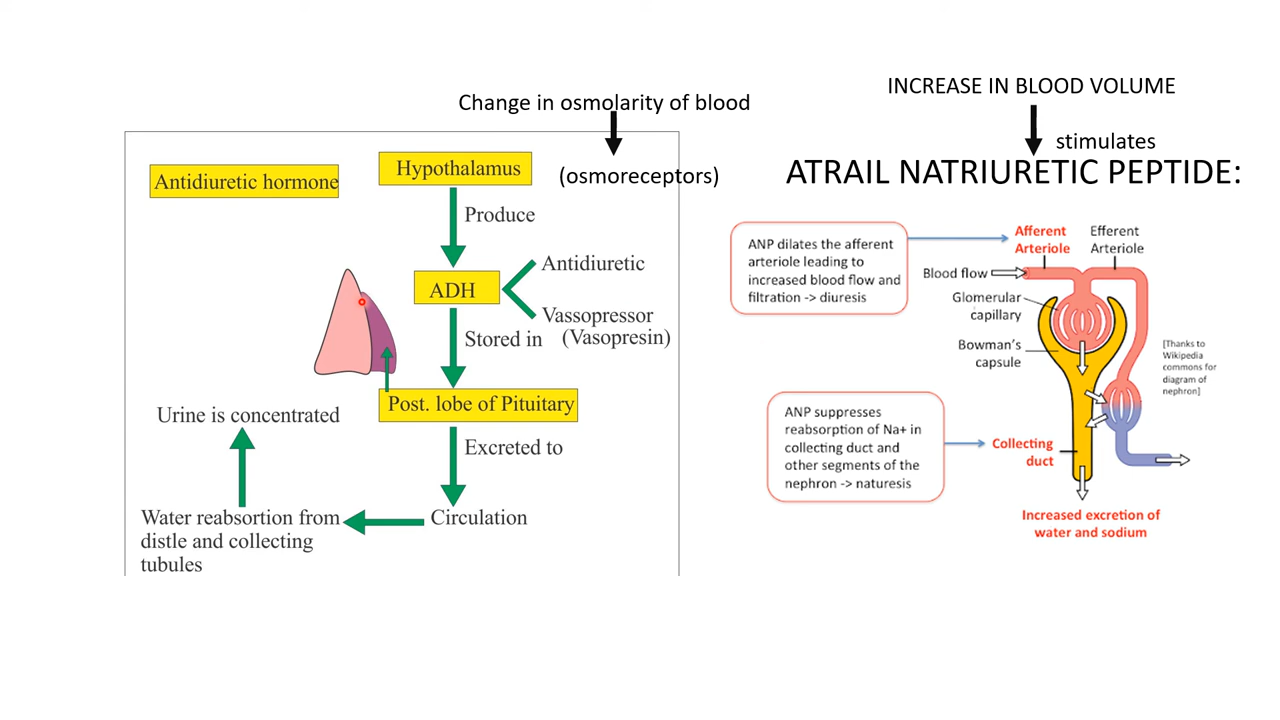 Change in osmolarity of blood
(osmoreceptors)
Antidiuretic hormone
Hypothalamus
Produce
ADH
Antidiuretic
Vassopressor
(Vasopresin)
Stored in
Post. lobe of Pituitary
Excreted to
Circulation
Water reabsortion from
distle and collecting
tubules
Urine is concentrated
INCREASE IN BLOOD VOLUME
stimulates
ATRAIL NATRIURETIC PEPTIDE:
ANP dilates the afferent
arteriole leading to
increased blood flow and
filtration -> diuresis
Afferent
Arteriole
Efferent
Arteriole
Blood flow
Glomerular
capillary
Bowman's
capsule
[Thanks to
Wikipedia
commons for
diagram of
nephron]
ANP suppresses
reabsorption of Na+ in
collecting duct and
other segments of the
nephron -> naturesis
Collecting
duct
Increased excretion of
water and sodium